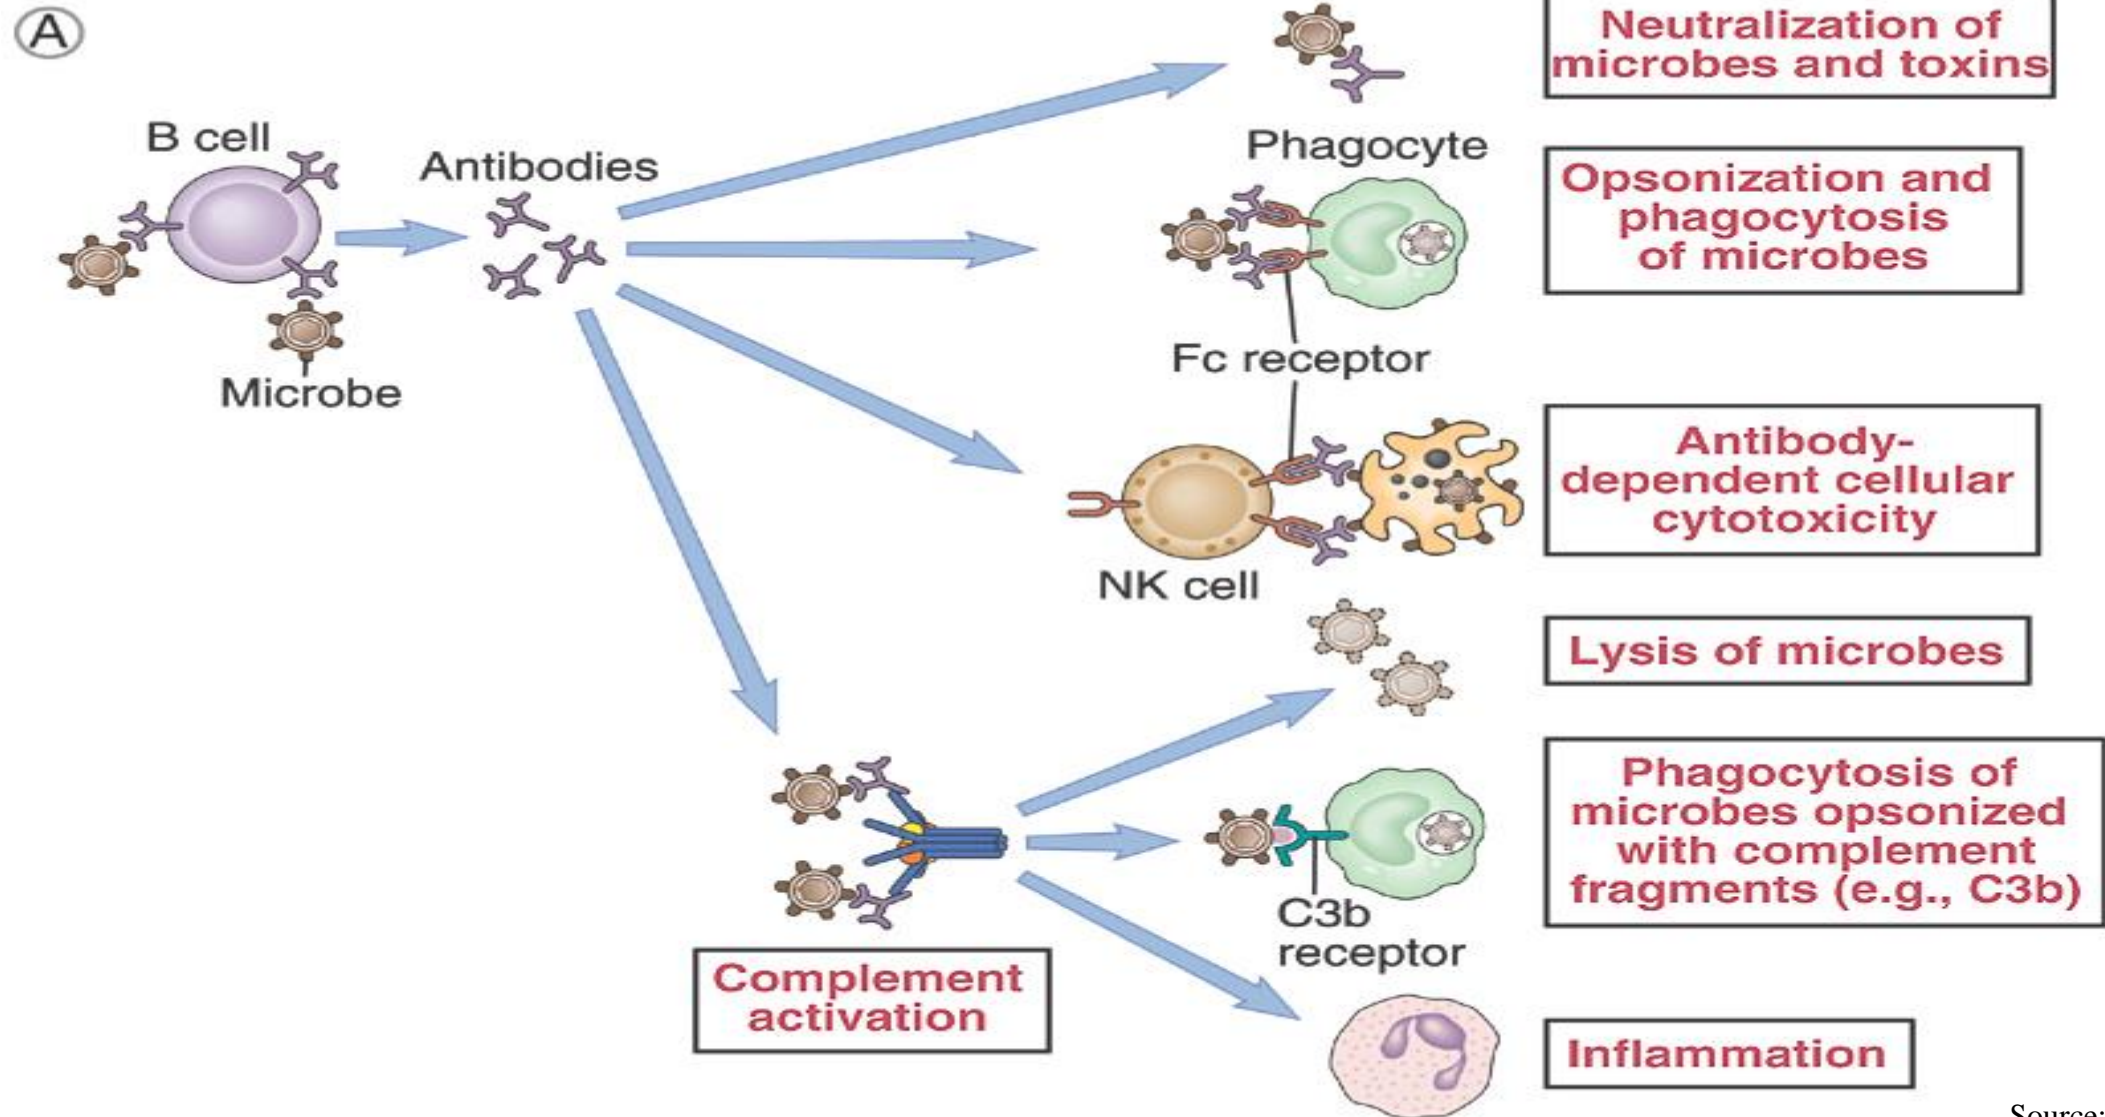 A
Neutralization of
microbes and toxins
B cell
Antibodies
Phagocyte
Opsonization and
phagocytosis
of microbes
Microbe
Fc receptor
Antibody-
dependent cellular
cytotoxicity
NK cell
Lysis of microbes
Phagocytosis of
microbes opsonized
with complement
fragments (e.g., C3b)
C3b
receptor
Complement
activation
Inflammation
Source: